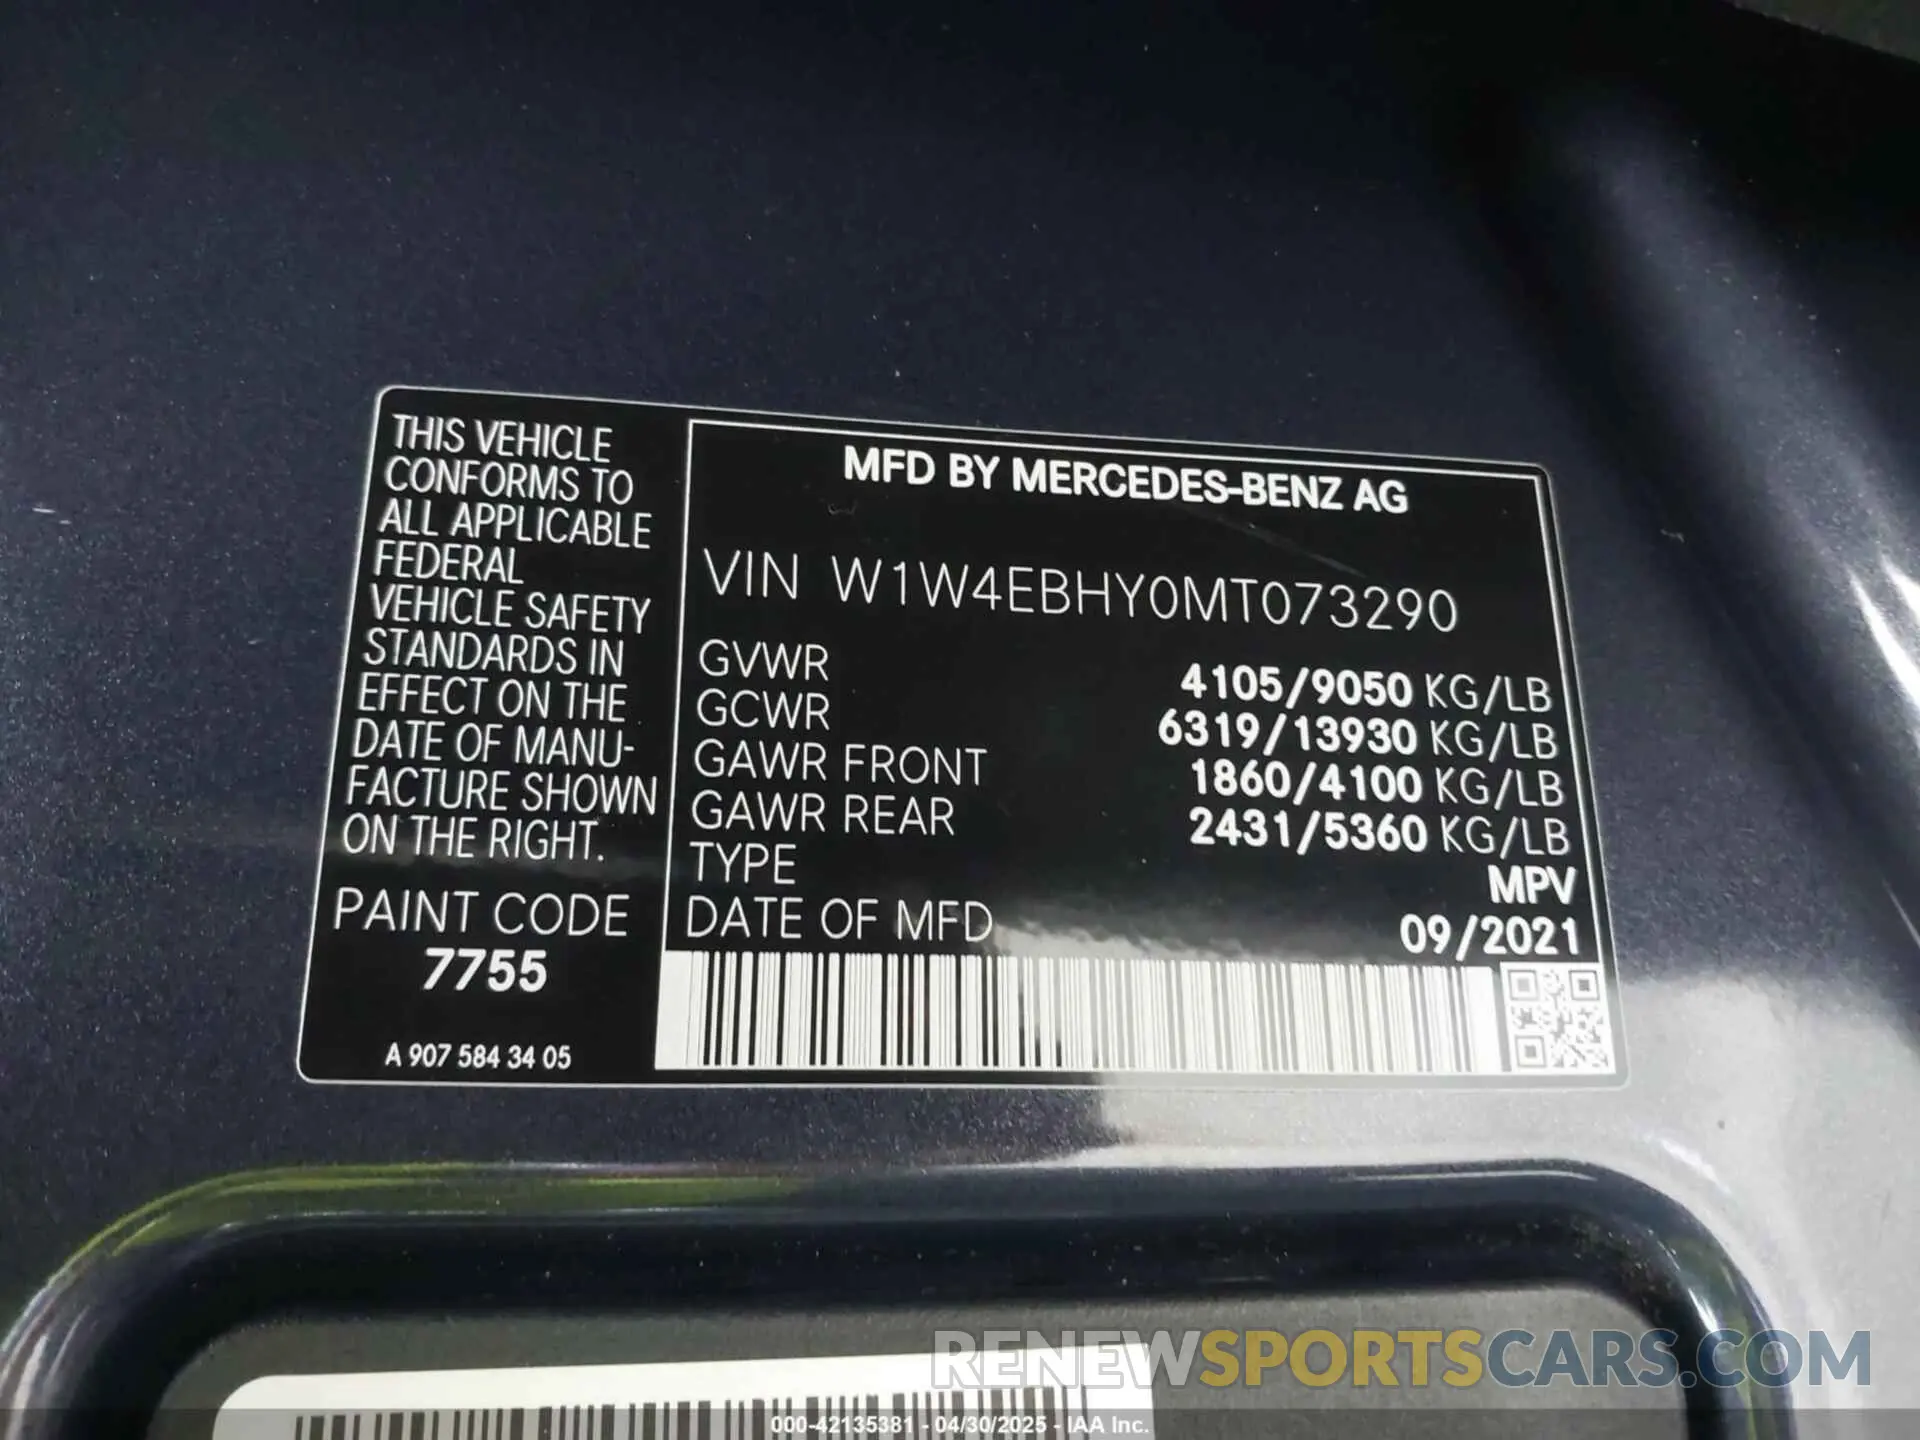 THIS VEHICLE
CONFORMS TO
ALL APPLICABLE
FEDERAL
VEHICLE SAFETY
STANDARDS IN
EFFECT ON THE
DATE OF MANU-
FACTURE SHOWN
ON THE RIGHT.
PAINT CODE
7755
A 907 584 34 05
MFD BY MERCEDES-BENZ AG
VIN W1W4EBHY0MT073290
GVWR 4105/9050 KG/LB
GCWR 6319/13930 KG/LB
GAWR FRONT 1860/4100 KG/LB
GAWR REAR 2431/5360 KG/LB
TYPE MPV
DATE OF MFD 09/2021
RENEWSPORTSCARS.COM
000-42135381 - 04/30/2025 - IAA Inc.